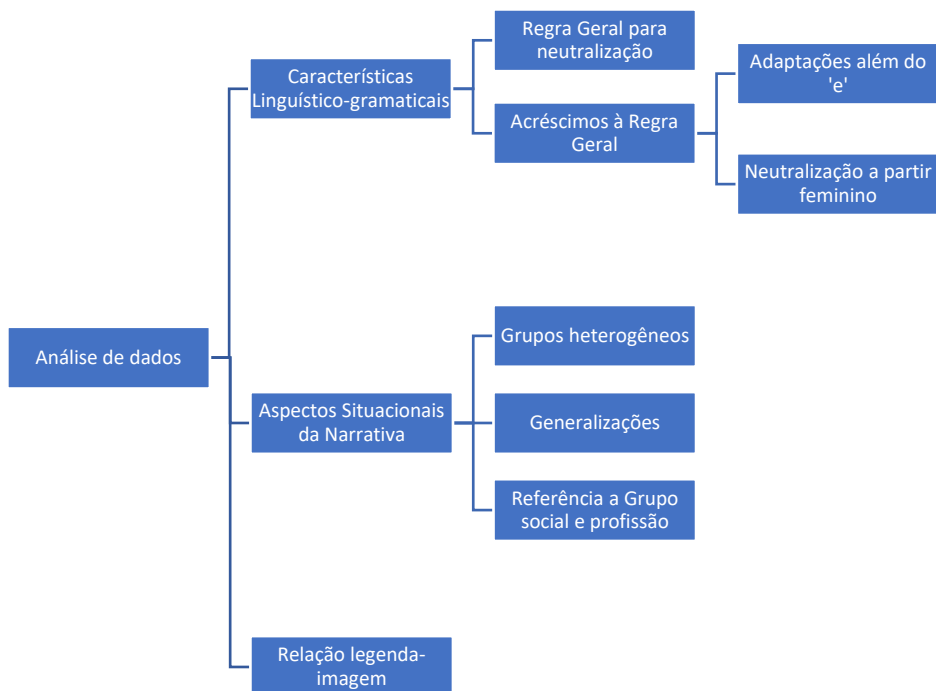 Análise de dados
Características
Linguístico-gramaticais
Regra Geral para
neutralização
Acréscimos à Regra
Geral
Adaptações além do
'e'
Neutralização a partir
feminino
Aspectos Situacionais
da Narrativa
Grupos heterogêneos
Generalizações
Referência a Grupo
social e profissão
Relação legenda-
imagem